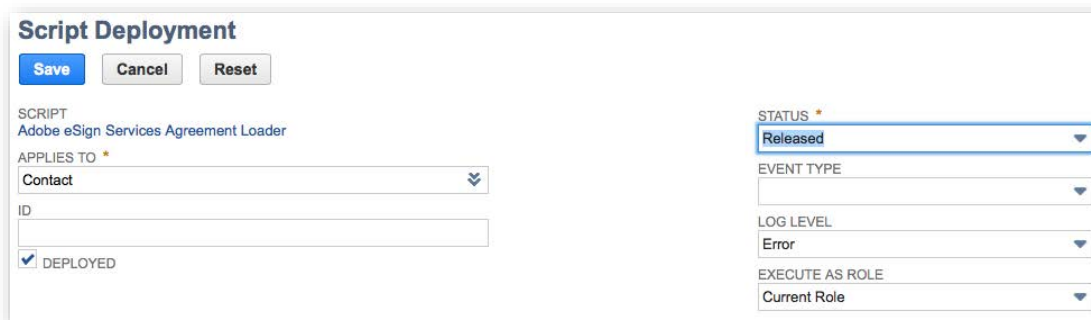 Script Deployment
Save Cancel Reset
SCRIPT
Adobe eSign Services Agreement Loader
APPLIES TO *
Contact
ID
DEPLOYED
STATUS *
Released
EVENT TYPE
LOG LEVEL
Error
EXECUTE AS ROLE
Current Role